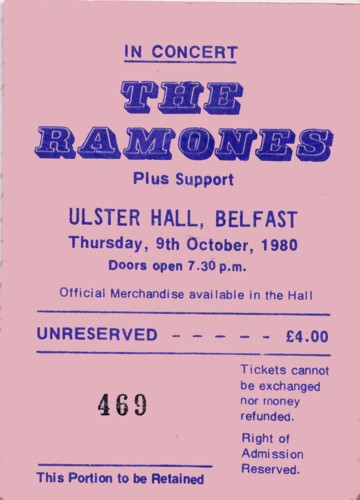 IN CONCERT
THE
RAMONES
Plus Support
ULSTER HALL, BELFAST
Thursday, 9th October, 1980
Doors open 7.30 p.m.
Official Merchandise available in the Hall
UNRESERVED - - - - - £4.00
Tickets cannot
be exchanged
nor money
refunded.
469
Right of
Admission
Reserved.
This Portion to be Retained